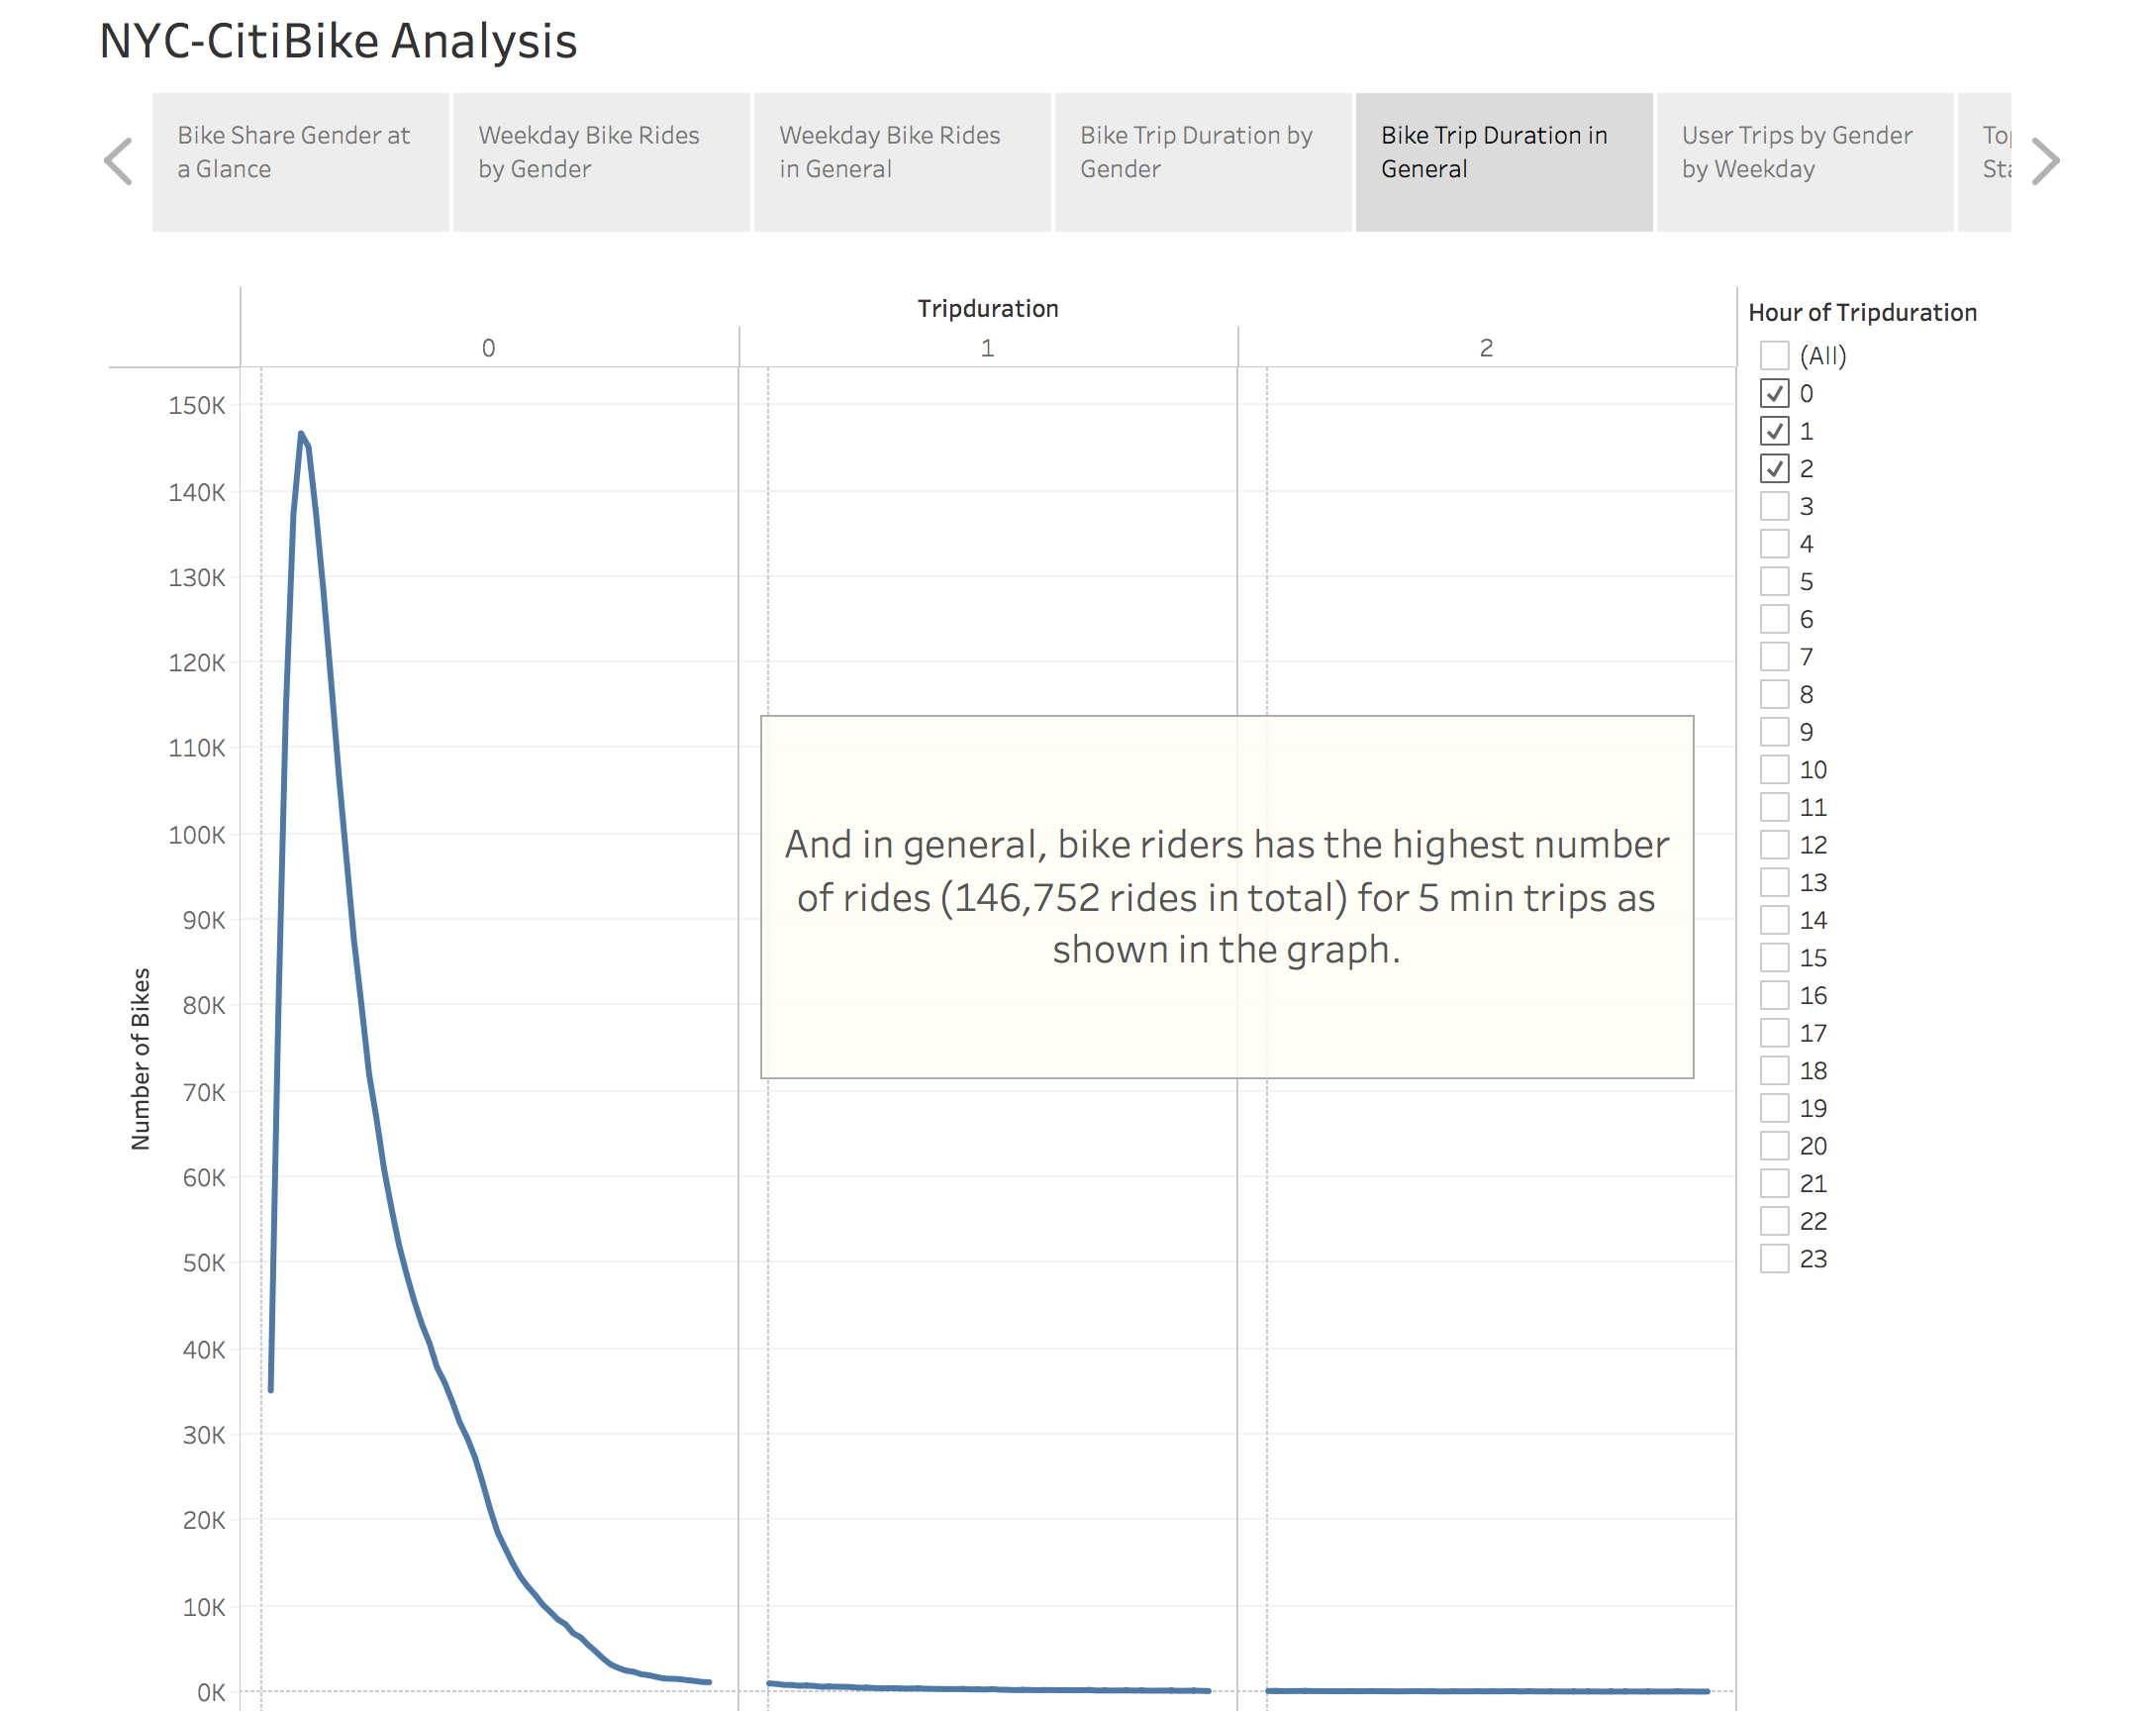 NYC-CitiBike Analysis
Bike Share Gender at
a Glance
Weekday Bike Rides
by Gender
Weekday Bike Rides
in General
Bike Trip Duration by
Gender
Bike Trip Duration in
General
User Trips by Gender
by Weekday
Tripduration
0
1
2
150K
140K
130K
120K
110K
100K
90K
80K
70K
60K
50K
40K
30K
20K
10K
0K
Number of Bikes
And in general, bike riders has the highest number
of rides (146,752 rides in total) for 5 min trips as
shown in the graph.
Hour of Tripduration
(All)
0
1
2
3
4
5
6
7
8
9
10
11
12
13
14
15
16
17
18
19
20
21
22
23